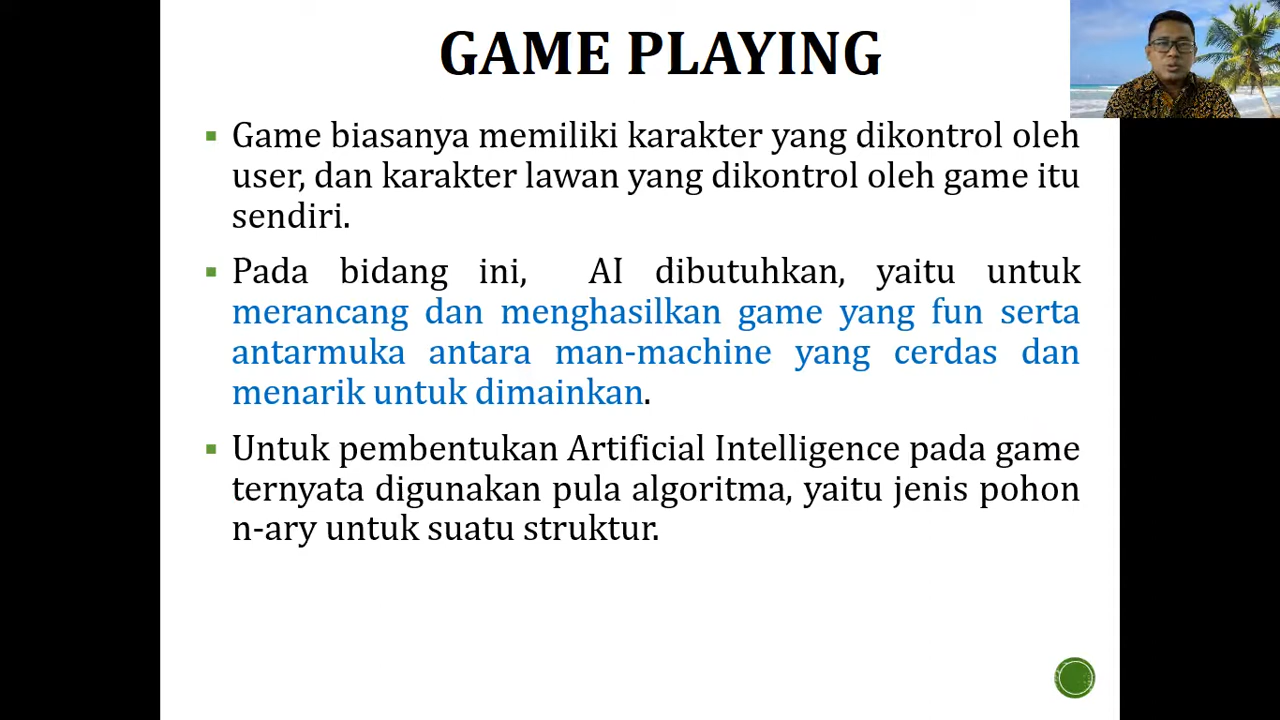 GAME PLAYING
Game biasanya memiliki karakter yang dikontrol oleh
user, dan karakter lawan yang dikontrol oleh game itu
sendiri.
Pada bidang ini, AI dibutuhkan, yaitu untuk
merancang dan menghasilkan game yang fun serta
antarmuka antara man-machine yang cerdas dan
menarik untuk dimainkan.
Untuk pembentukan Artificial Intelligence pada game
ternyata digunakan pula algoritma, yaitu jenis pohon
n-ary untuk suatu struktur.